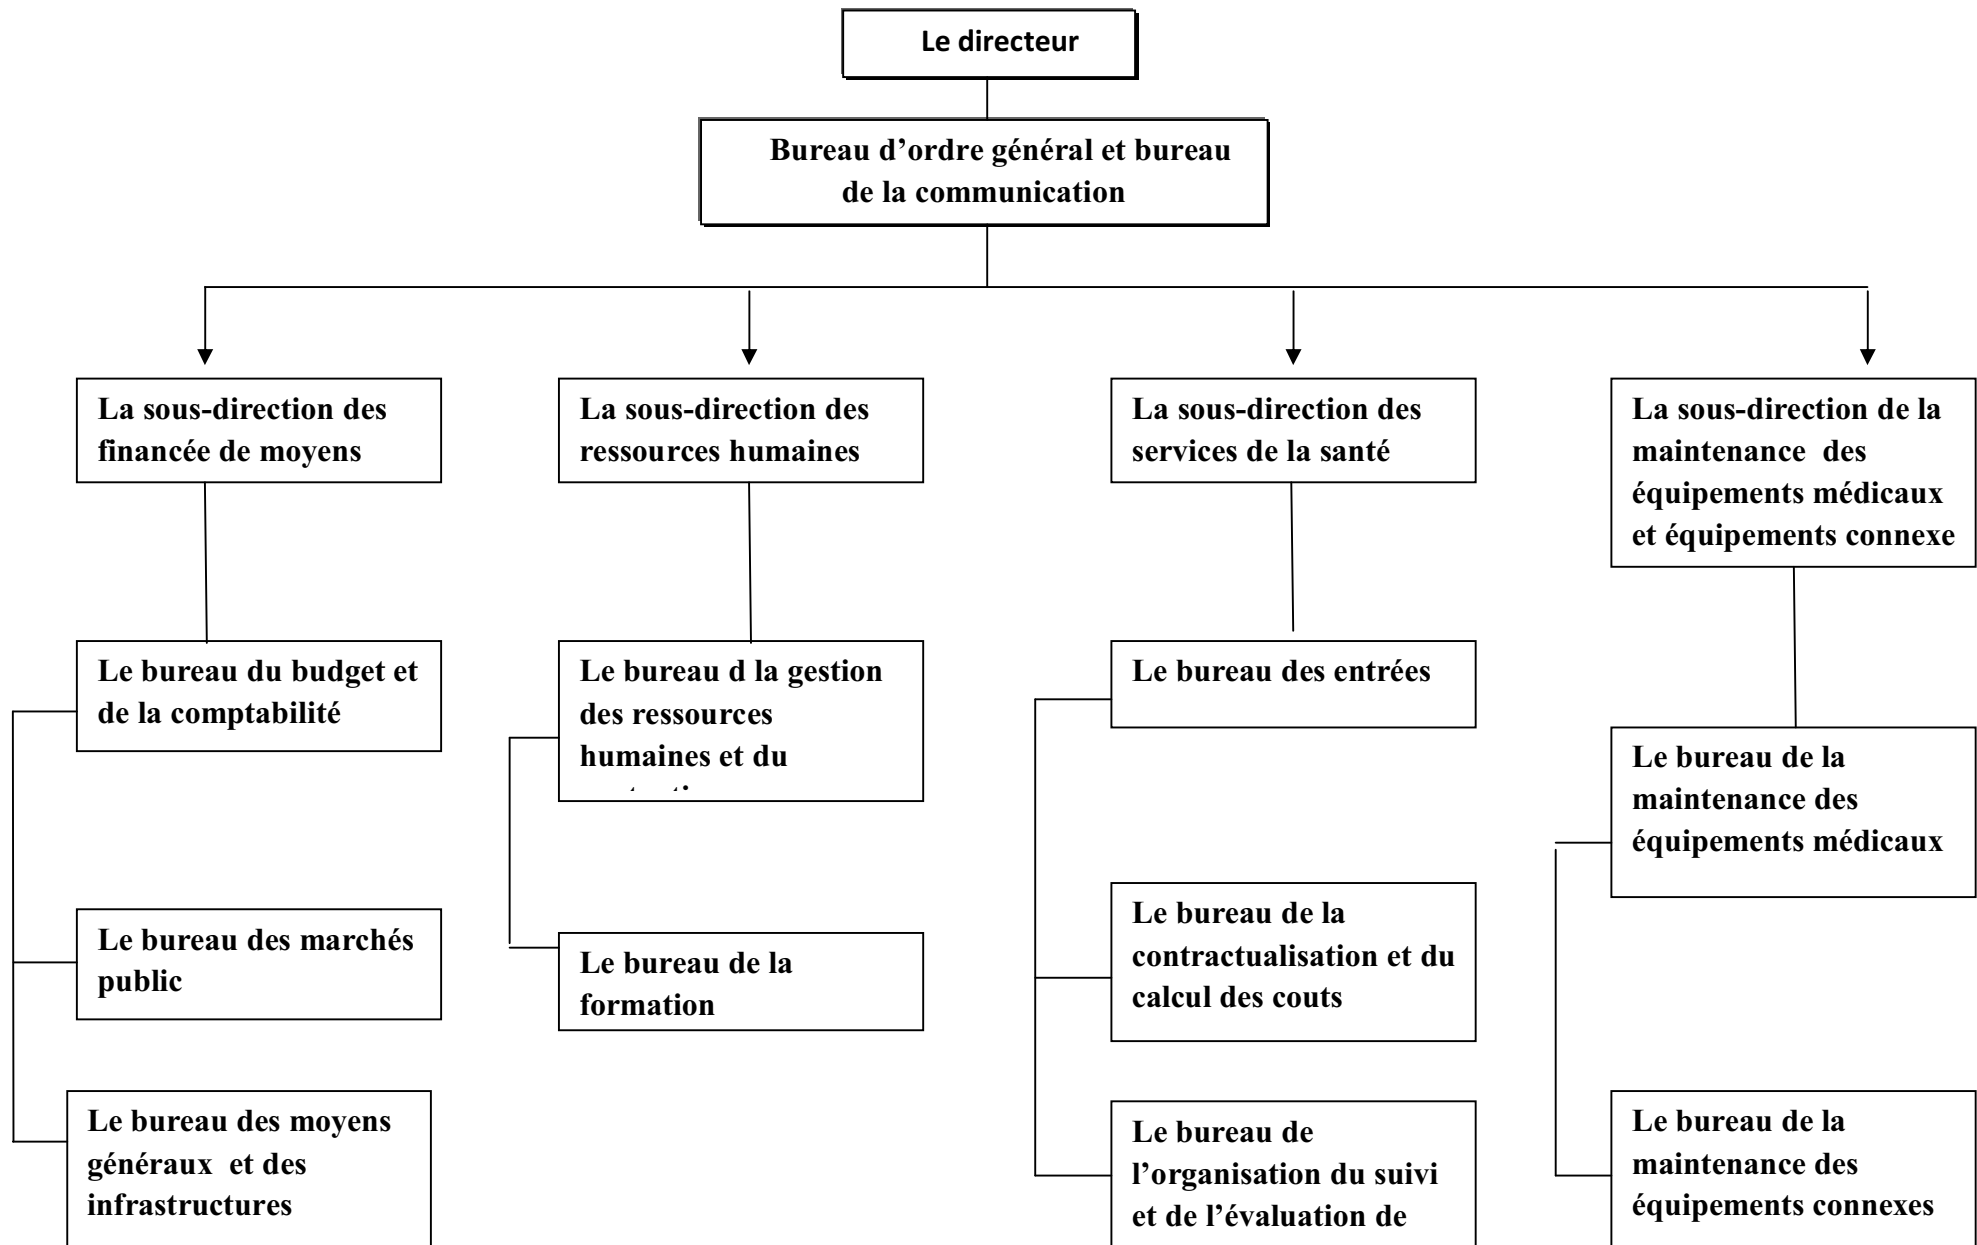 Le directeur
Bureau d’ordre général et bureau
de la communication
La sous-direction des
financée de moyens
La sous-direction des
ressources humaines
La sous-direction des
services de la santé
La sous-direction de la
maintenance  des
équipements médicaux
et équipements connexe
Le bureau du budget et
de la comptabilité
Le bureau d la gestion
des ressources
humaines et du
Le bureau des entrées
Le bureau de la
maintenance des
équipements médicaux
Le bureau des marchés
public
Le bureau de la
formation
Le bureau de la
contractualisation et du
calcul des couts
Le bureau des moyens
généraux  et des
infrastructures
Le bureau de
l’organisation du suivi
et de l’évaluation de
Le bureau de la
maintenance des
équipements connexes